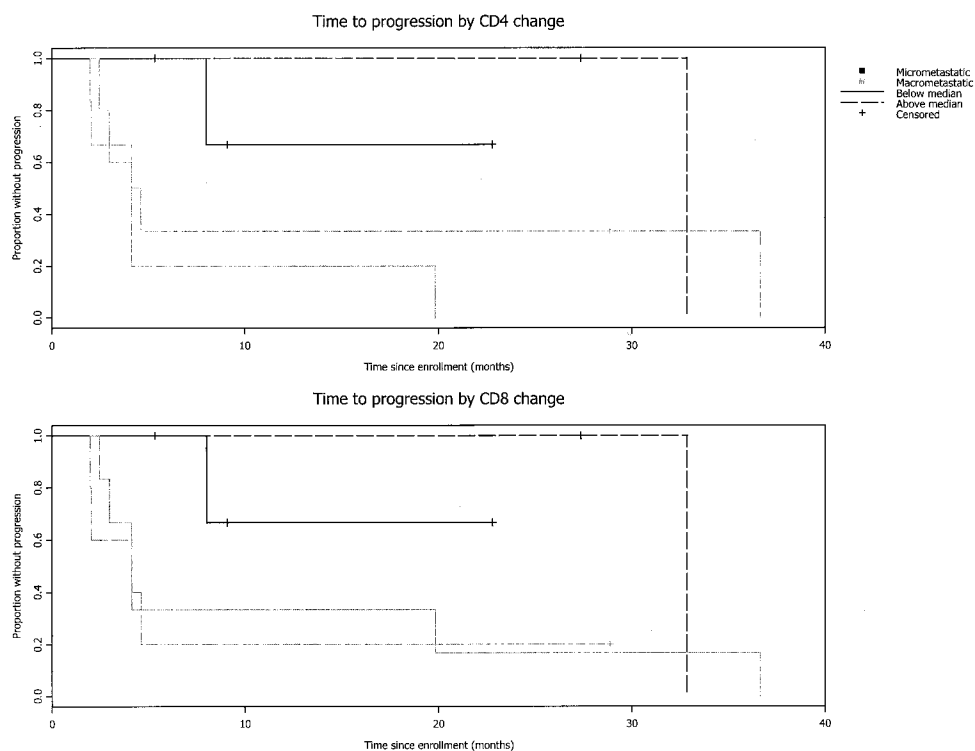 Time to progression by CD4 change
1.0
0.8
0.6
0.4
0.2
0.0
Proportion without progression
0
10
20
30
40
Time since enrollment (months)
Micrometastatic
Macrometastatic
Below median
Above median
Censored
Time to progression by CD8 change
1.0
0.8
0.6
0.4
0.2
0.0
Proportion without progression
0
10
20
30
40
Time since enrollment (months)